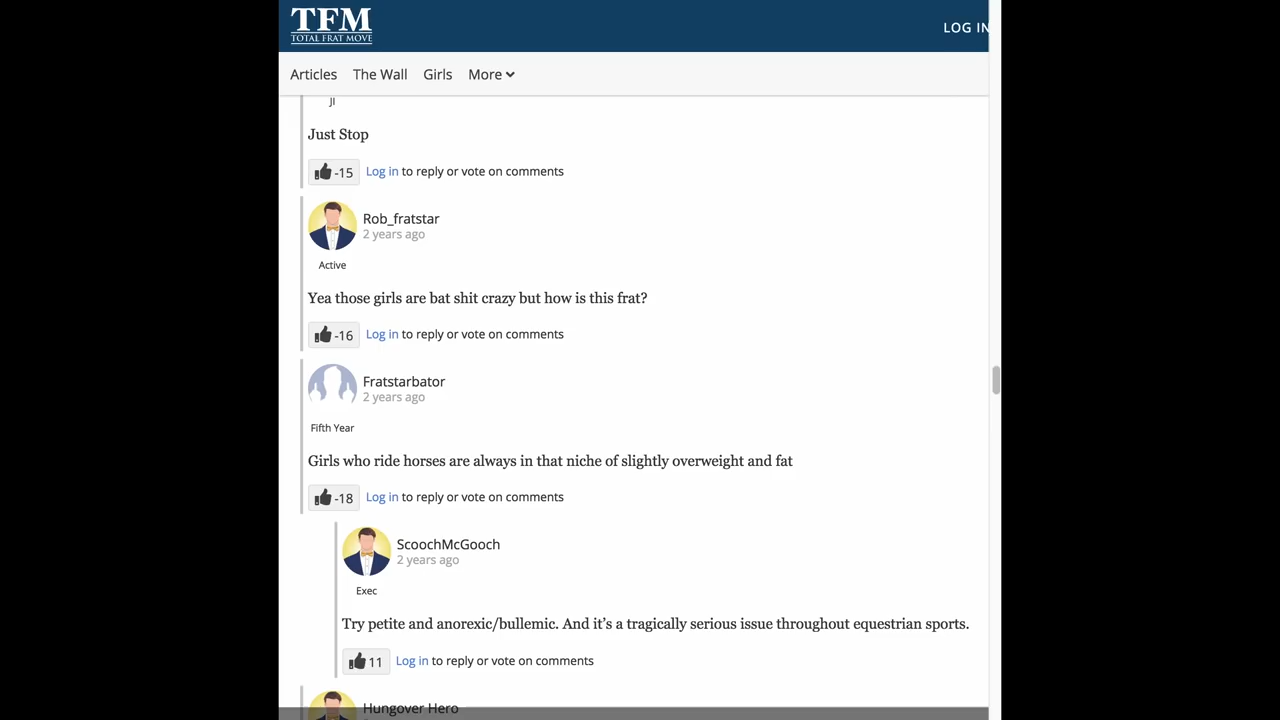 TFM
TOTAL FRAT MOVE
LOG IN
Articles The Wall Girls More
Just Stop
-15 Log in to reply or vote on comments
Rob_fratstar
2 years ago
Active
Yea those girls are bat shit crazy but how is this frat?
-16 Log in to reply or vote on comments
Fratstarbator
2 years ago
Fifth Year
Girls who ride horses are always in that niche of slightly overweight and fat
-18 Log in to reply or vote on comments
ScoochMcGooch
2 years ago
Exec
Try petite and anorexic/bullemic. And it's a tragically serious issue throughout equestrian sports.
11 Log in to reply or vote on comments
Hungover Hero